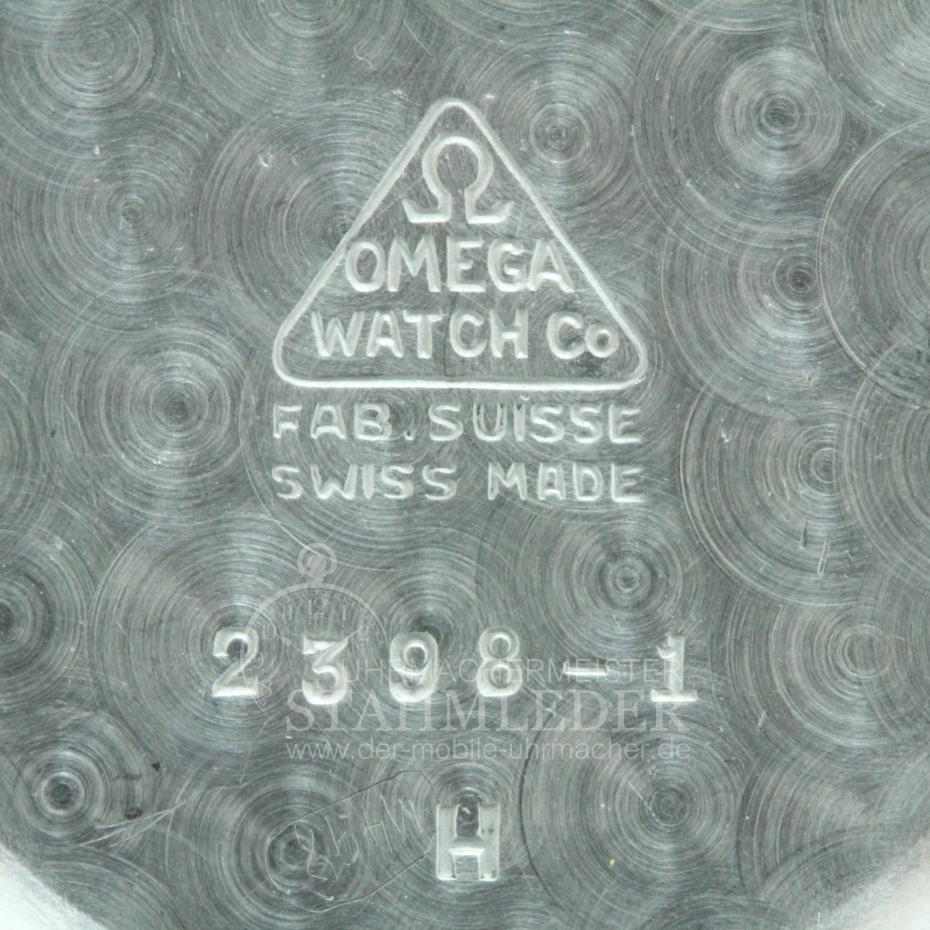 Ω
OMEGA
WATCH Co
FAB. SUISSE
SWISS MADE
2398-1
UHRMACHERMEISTER
STAHMLEDER
www.der-mobile-uhrmacher.de
H